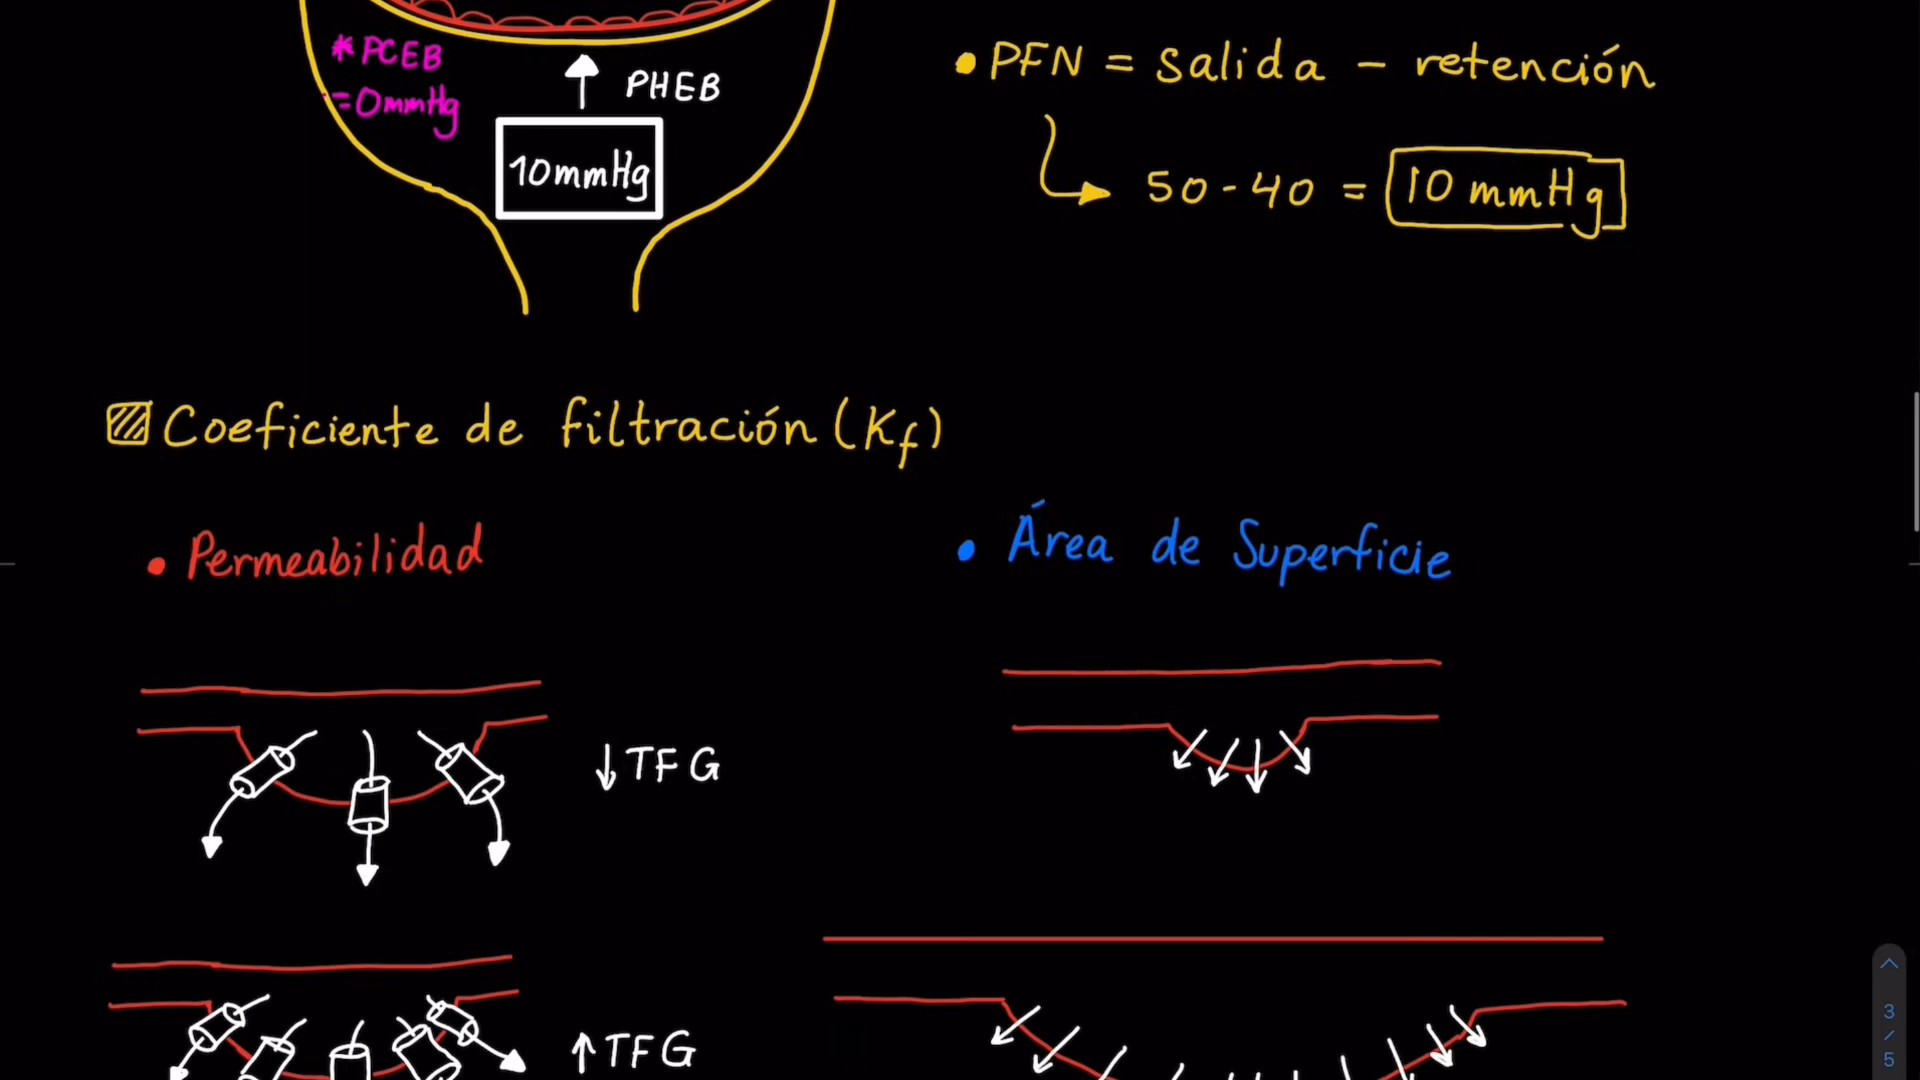 * PCEB
= 0mmHg
PHEB
10mmHg
• PFN = salida - retención
50 - 40 = 10 mmHg
Coeficiente de filtración (Kf)
• Permeabilidad
• Área de Superficie
↓ TFG
↑ TFG
3
/
5